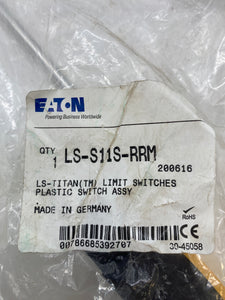 EATON
Powering Business Worldwide
QTY LS-S11S-RRM
1
200616
LS-TITAN(TM) LIMIT SWITCHES
PLASTIC SWITCH ASSY
MADE IN GERMANY
RoHS
00786685392707
30-45058